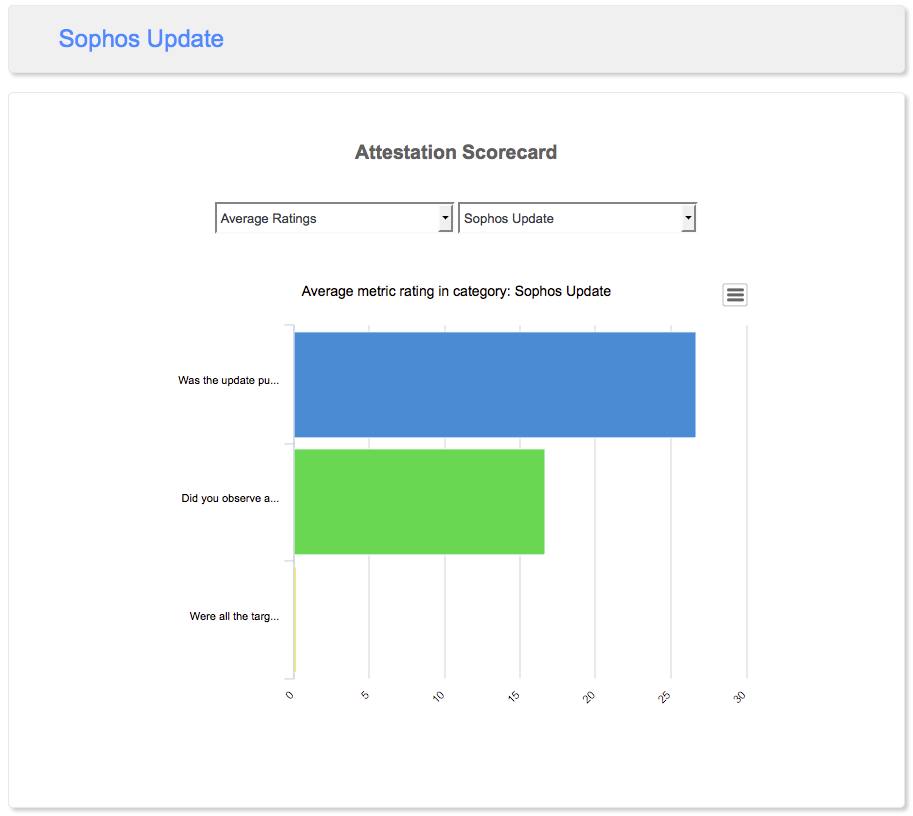 Sophos Update
Attestation Scorecard
Average Ratings
Sophos Update
Average metric rating in category: Sophos Update
Was the update pu...
Did you observe a...
Were all the targ...
0 5 10 15 20 25 30